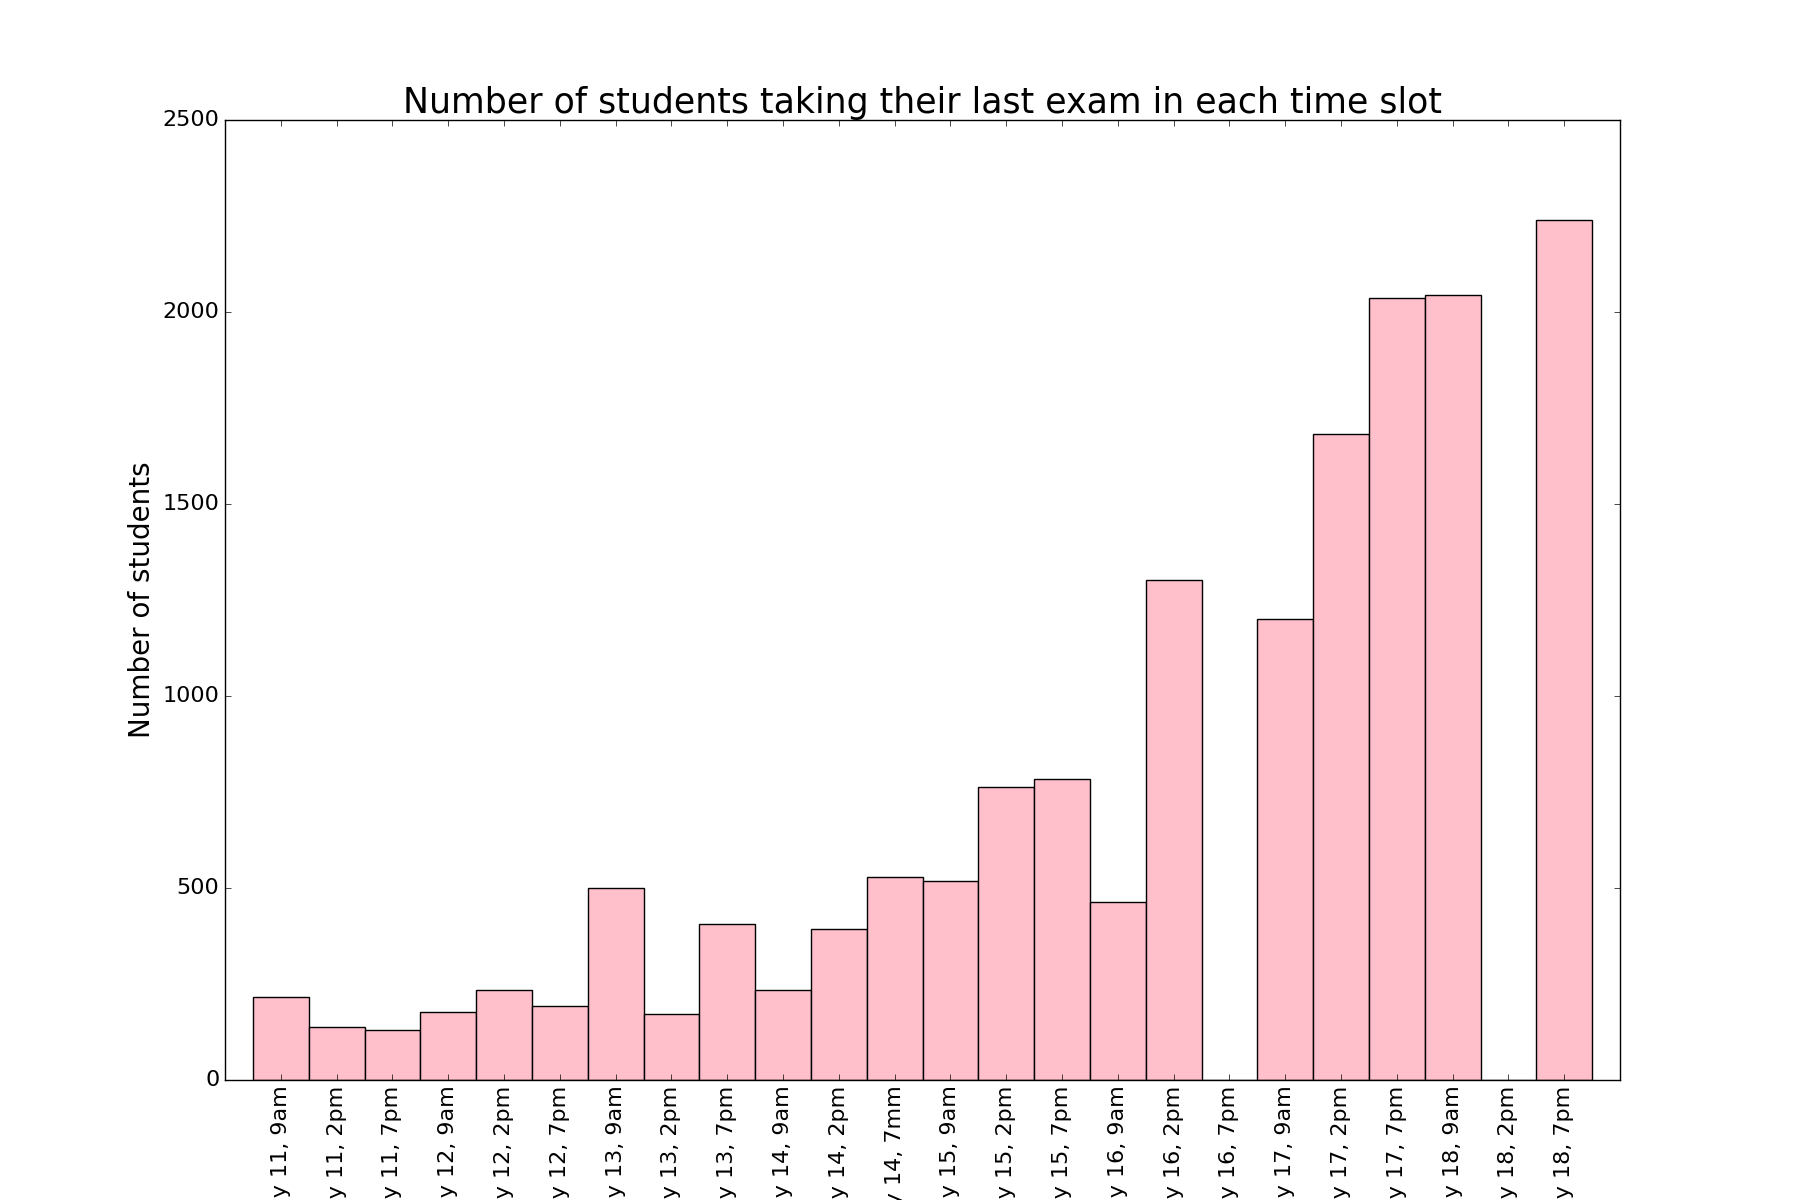 Number of students taking their last exam in each time slot
Number of students
2500
2000
1500
1000
500
0
y 11, 9am
y 11, 2pm
y 11, 7pm
y 12, 9am
y 12, 2pm
y 12, 7pm
y 13, 9am
y 13, 2pm
y 13, 7pm
y 14, 9am
y 14, 2pm
y 14, 7mm
y 15, 9am
y 15, 2pm
y 15, 7pm
y 16, 9am
y 16, 2pm
y 16, 7pm
y 17, 9am
y 17, 2pm
y 17, 7pm
y 18, 9am
y 18, 2pm
y 18, 7pm